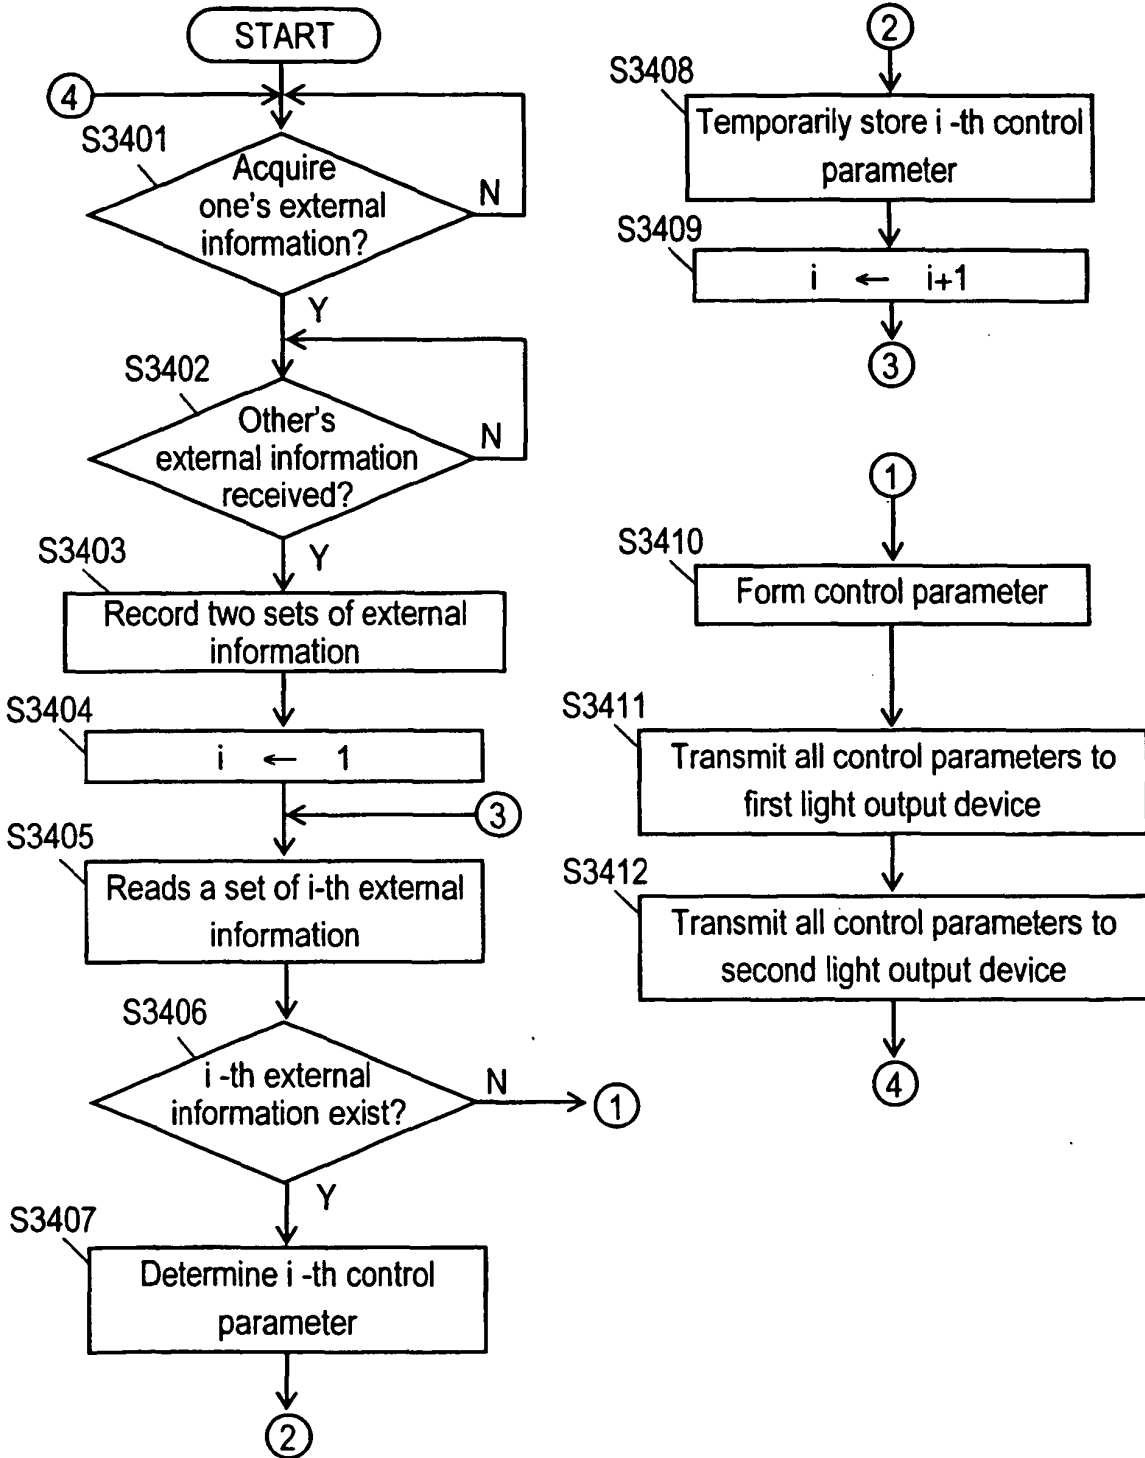 START
4
S3401
Acquire
one's external
information?
N
Y
S3402
Other's
external information
received?
N
Y
S3403
Record two sets of external
information
S3404
i ← 1
3
S3405
Reads a set of i-th external
information
S3406
i -th external
information exist?
N
1
Y
S3407
Determine i -th control
parameter
2
2
S3408
Temporarily store i -th control
parameter
S3409
i ← i+1
3
1
S3410
Form control parameter
S3411
Transmit all control parameters to
first light output device
S3412
Transmit all control parameters to
second light output device
4